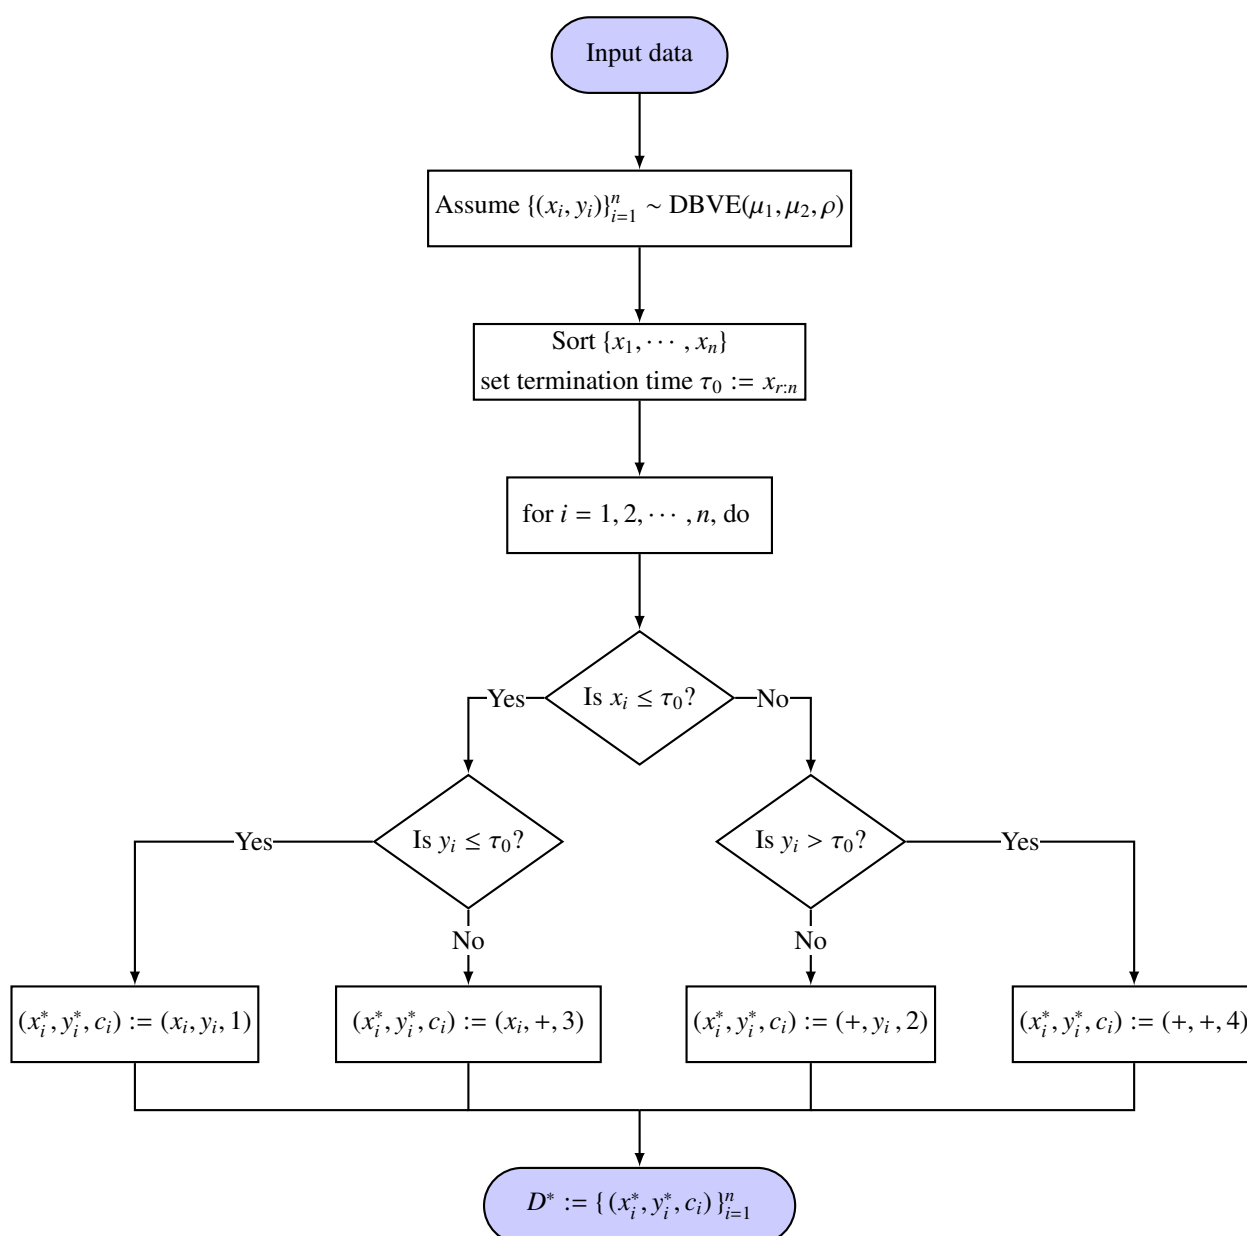 Input data
Assume {(x_i, y_i)}_{i=1}^n ∼ DBVE(μ_1, μ_2, ρ)
Sort {x_1, ⋯ , x_n}
set termination time τ_0 := x_{r:n}
for i = 1, 2, ⋯ , n, do
Is x_i ≤ τ_0?
Yes
No
Is y_i ≤ τ_0?
Is y_i > τ_0?
Yes
Yes
No
No
(x_i^*, y_i^*, c_i) := (x_i, y_i, 1)
(x_i^*, y_i^*, c_i) := (x_i, +, 3)
(x_i^*, y_i^*, c_i) := (+, y_i , 2)
(x_i^*, y_i^*, c_i) := (+, +, 4)
D^* := { (x_i^*, y_i^*, c_i) }_{i=1}^n